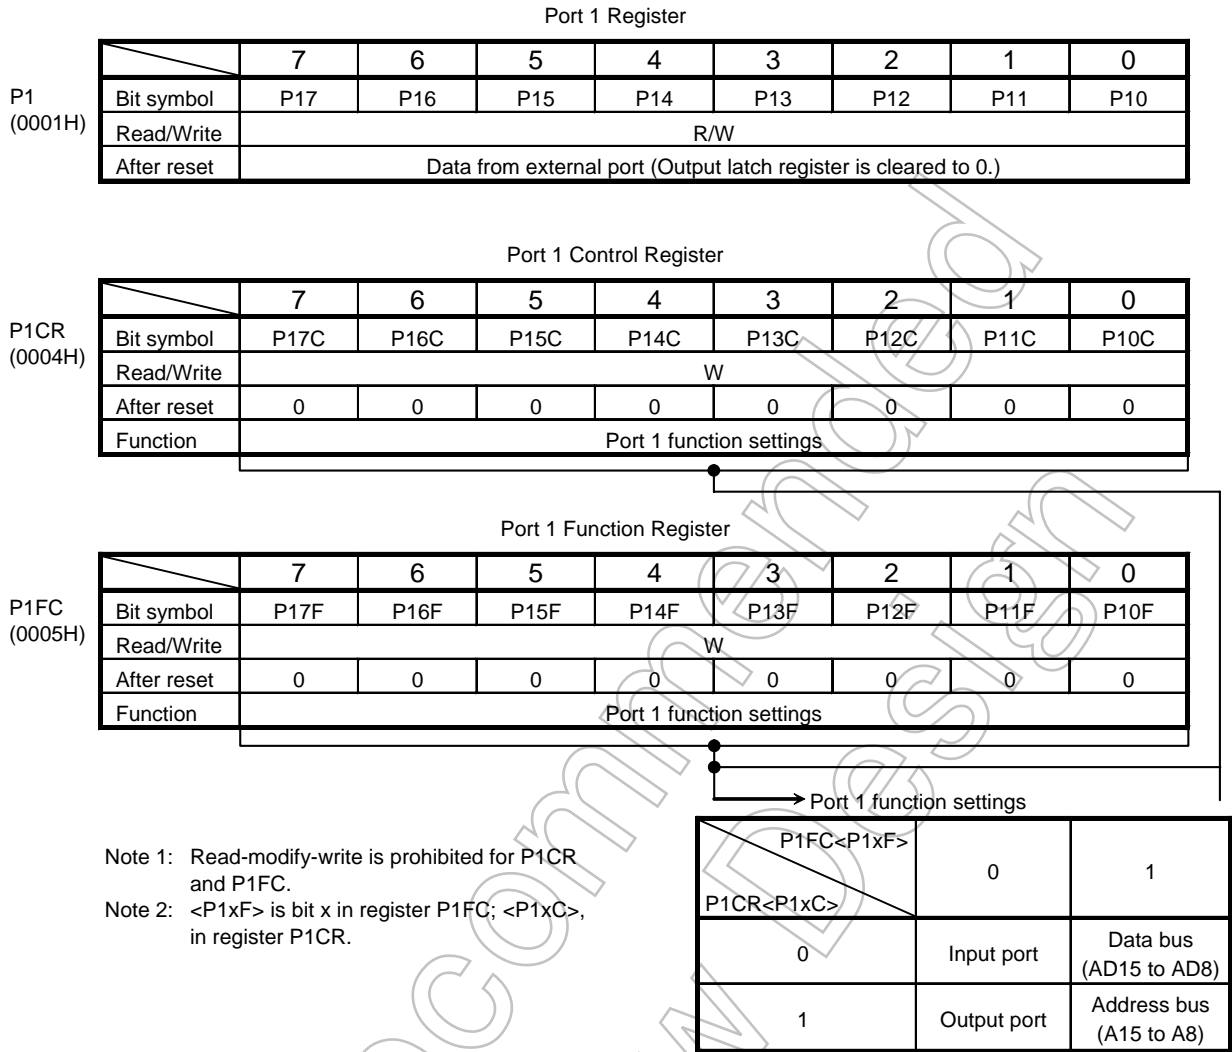 Port 1 Register
7 6 5 4 3 2 1 0
P1
(0001H)
Bit symbol P17 P16 P15 P14 P13 P12 P11 P10
Read/Write R/W
After reset Data from external port (Output latch register is cleared to 0.)
Port 1 Control Register
7 6 5 4 3 2 1 0
P1CR
(0004H)
Bit symbol P17C P16C P15C P14C P13C P12C P11C P10C
Read/Write W
After reset 0 0 0 0 0 0 0 0
Function Port 1 function settings
Port 1 Function Register
7 6 5 4 3 2 1 0
P1FC
(0005H)
Bit symbol P17F P16F P15F P14F P13F P12F P11F P10F
Read/Write W
After reset 0 0 0 0 0 0 0 0
Function Port 1 function settings
Port 1 function settings
Note 1: Read-modify-write is prohibited for P1CR
and P1FC.
Note 2: <P1xF> is bit x in register P1FC; <P1xC>,
in register P1CR.
P1FC<P1xF> 0 1
P1CR<P1xC>
0 Input port Data bus
(AD15 to AD8)
1 Output port Address bus
(A15 to A8)